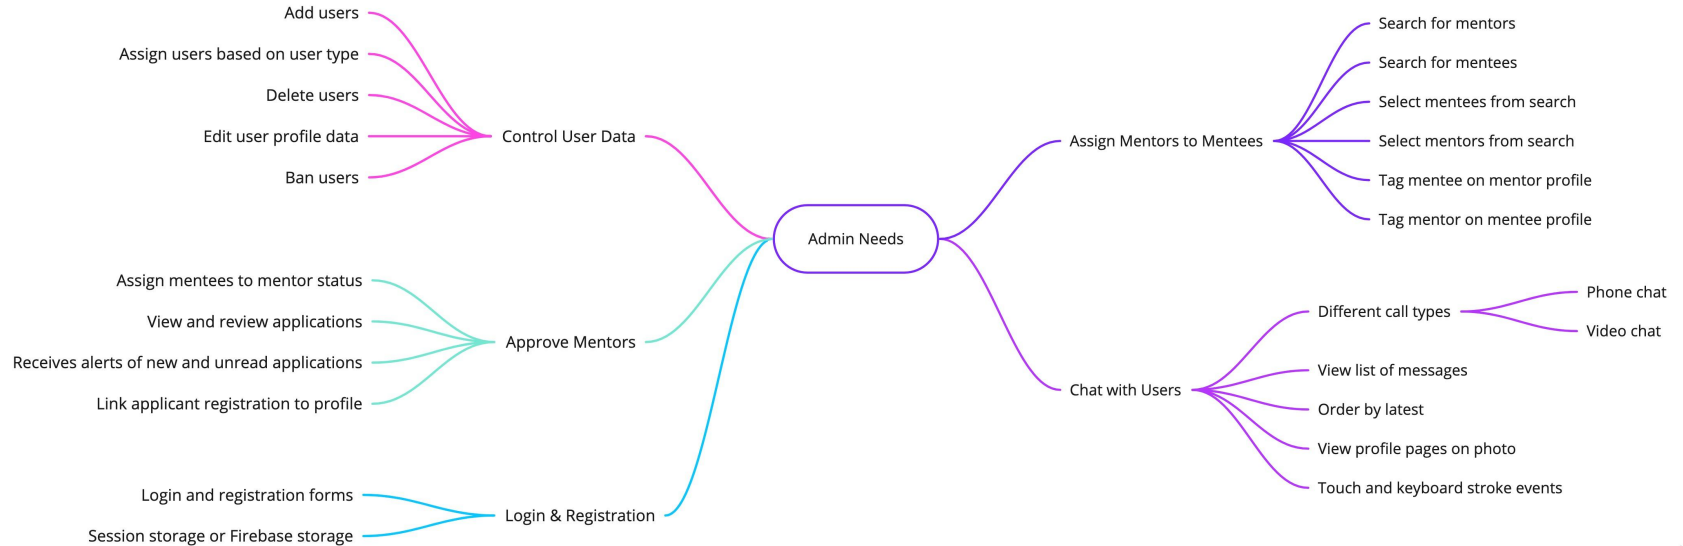 Add users
Assign users based on user type
Delete users
Edit user profile data
Ban users
Control User Data
Assign mentees to mentor status
View and review applications
Receives alerts of new and unread applications
Link applicant registration to profile
Approve Mentors
Login and registration forms
Session storage or Firebase storage
Login & Registration
Admin Needs
Assign Mentors to Mentees
Search for mentors
Search for mentees
Select mentees from search
Select mentors from search
Tag mentee on mentor profile
Tag mentor on mentee profile
Chat with Users
Different call types
Phone chat
Video chat
View list of messages
Order by latest
View profile pages on photo
Touch and keyboard stroke events